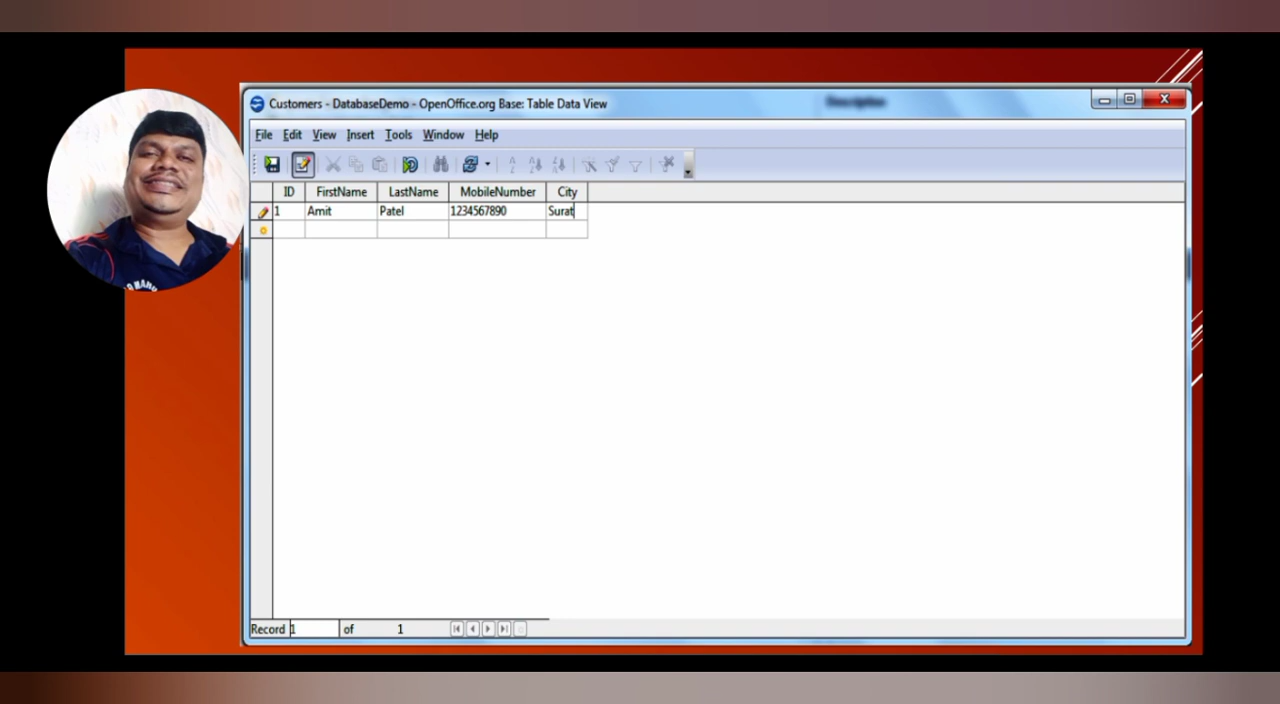 Customers - DatabaseDemo - OpenOffice.org Base: Table Data View
Description
File Edit View Insert Tools Window Help
ID FirstName LastName MobileNumber City
1 Amit Patel 1234567890 Surat
Record 1 of 1